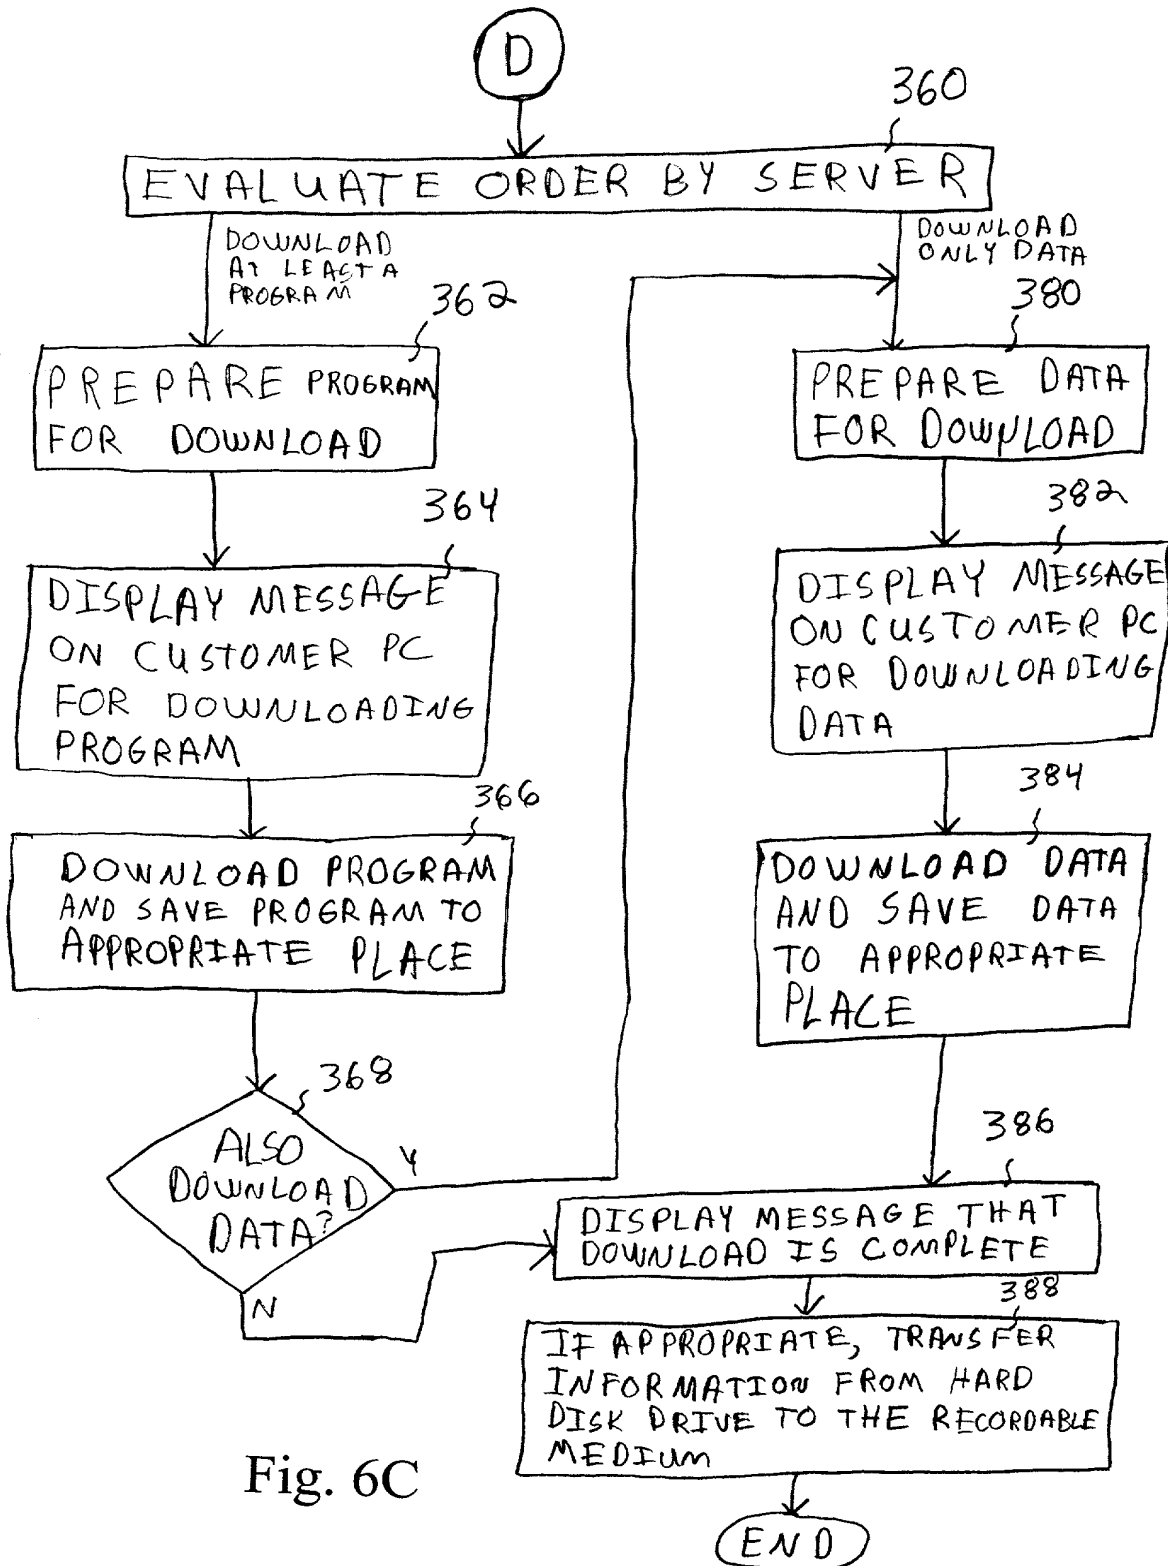 D
360
EVALUATE ORDER BY SERVER
DOWNLOAD
AT LEAST A
PROGRAM
362
PREPARE PROGRAM
FOR DOWNLOAD
364
DISPLAY MESSAGE
ON CUSTOMER PC
FOR DOWNLOADING
PROGRAM
366
DOWNLOAD PROGRAM
AND SAVE PROGRAM TO
APPROPRIATE PLACE
368
ALSO
DOWNLOAD
DATA?
Y
N
DOWNLOAD
ONLY DATA
380
PREPARE DATA
FOR DOWNLOAD
382
DISPLAY MESSAGE
ON CUSTOMER PC
FOR DOWNLOADING
DATA
384
DOWNLOAD DATA
AND SAVE DATA
TO APPROPRIATE
PLACE
386
DISPLAY MESSAGE THAT
DOWNLOAD IS COMPLETE
388
IF APPROPRIATE, TRANSFER
INFORMATION FROM HARD
DISK DRIVE TO THE RECORDABLE
MEDIUM
END
Fig. 6C